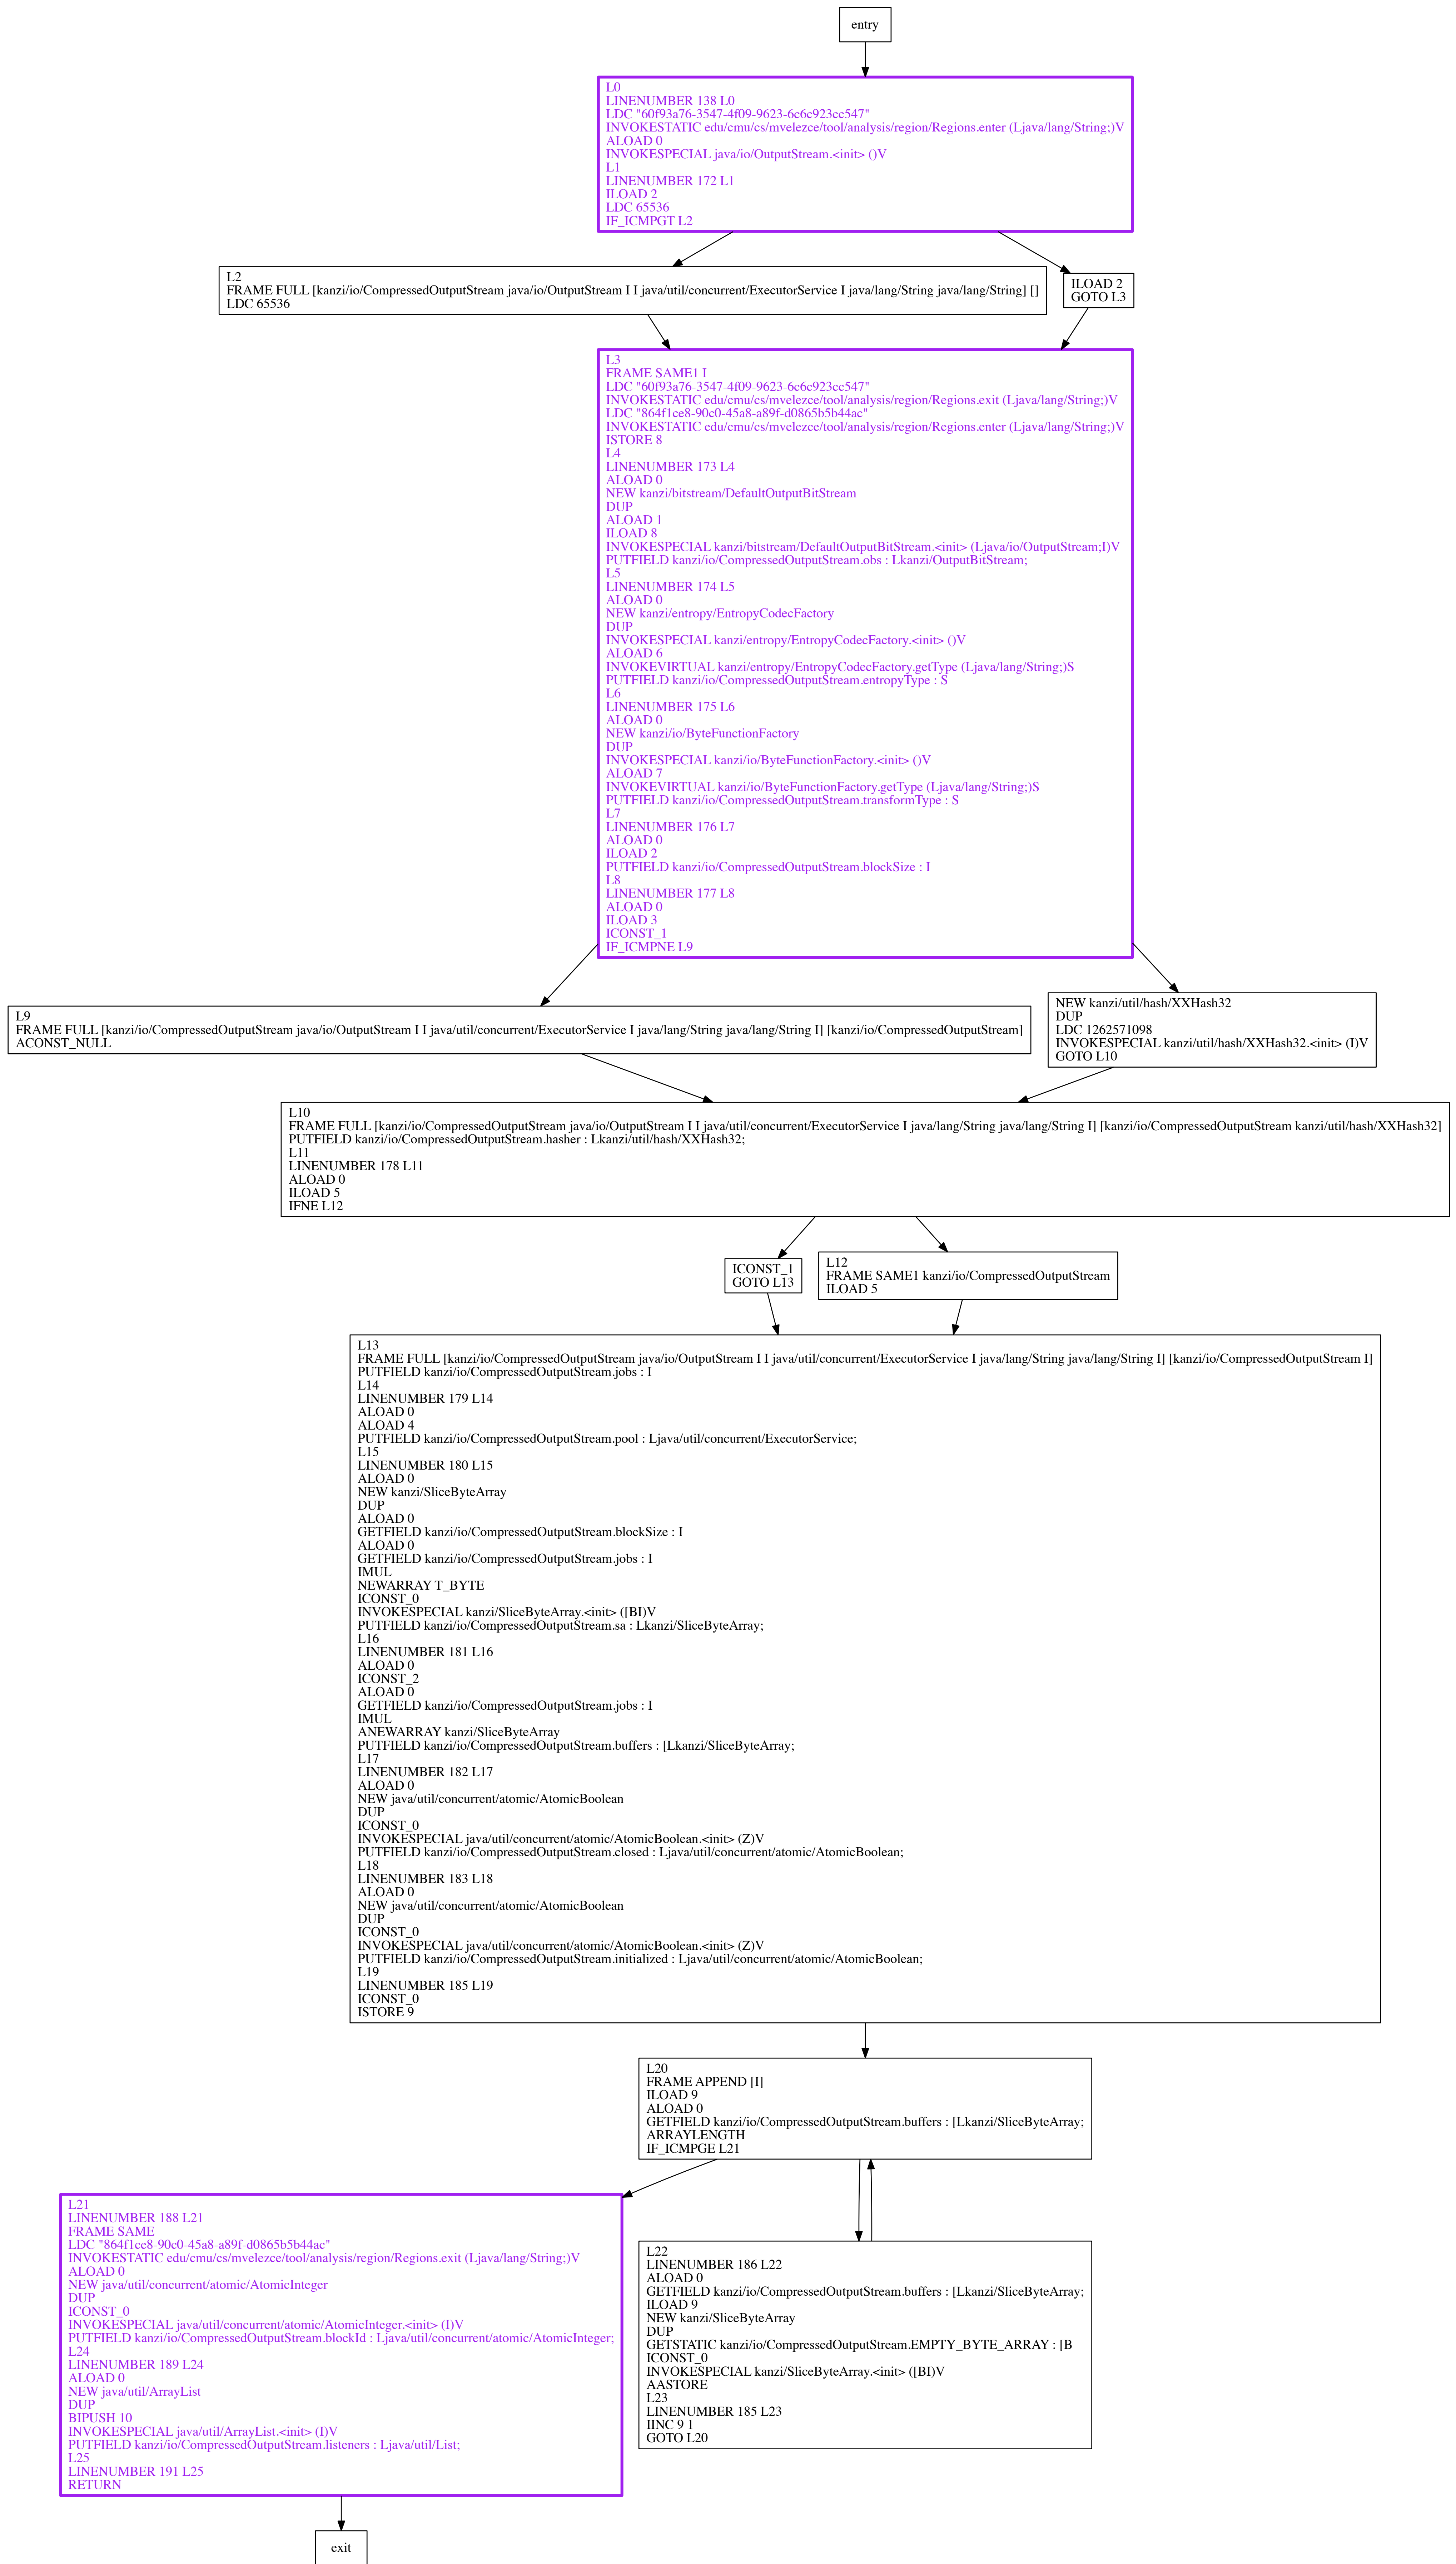 entry
L0
LINENUMBER 138 L0
LDC "60f93a76-3547-4f09-9623-6c6c923cc547"
INVOKESTATIC edu/cmu/cs/mvelezce/tool/analysis/region/Regions.enter (Ljava/lang/String;)V
ALOAD 0
INVOKESPECIAL java/io/OutputStream.<init> ()V
L1
LINENUMBER 172 L1
ILOAD 2
LDC 65536
IF_ICMPGT L2
L2
FRAME FULL [kanzi/io/CompressedOutputStream java/io/OutputStream I I java/util/concurrent/ExecutorService I java/lang/String java/lang/String] []
LDC 65536
ILOAD 2
GOTO L3
L3
FRAME SAME1 I
LDC "60f93a76-3547-4f09-9623-6c6c923cc547"
INVOKESTATIC edu/cmu/cs/mvelezce/tool/analysis/region/Regions.exit (Ljava/lang/String;)V
LDC "864f1ce8-90c0-45a8-a89f-d0865b5b44ac"
INVOKESTATIC edu/cmu/cs/mvelezce/tool/analysis/region/Regions.enter (Ljava/lang/String;)V
ISTORE 8
L4
LINENUMBER 173 L4
ALOAD 0
NEW kanzi/bitstream/DefaultOutputBitStream
DUP
ALOAD 1
ILOAD 8
INVOKESPECIAL kanzi/bitstream/DefaultOutputBitStream.<init> (Ljava/io/OutputStream;I)V
PUTFIELD kanzi/io/CompressedOutputStream.obs : Lkanzi/OutputBitStream;
L5
LINENUMBER 174 L5
ALOAD 0
NEW kanzi/entropy/EntropyCodecFactory
DUP
INVOKESPECIAL kanzi/entropy/EntropyCodecFactory.<init> ()V
ALOAD 6
INVOKEVIRTUAL kanzi/entropy/EntropyCodecFactory.getType (Ljava/lang/String;)S
PUTFIELD kanzi/io/CompressedOutputStream.entropyType : S
L6
LINENUMBER 175 L6
ALOAD 0
NEW kanzi/io/ByteFunctionFactory
DUP
INVOKESPECIAL kanzi/io/ByteFunctionFactory.<init> ()V
ALOAD 7
INVOKEVIRTUAL kanzi/io/ByteFunctionFactory.getType (Ljava/lang/String;)S
PUTFIELD kanzi/io/CompressedOutputStream.transformType : S
L7
LINENUMBER 176 L7
ALOAD 0
ILOAD 2
PUTFIELD kanzi/io/CompressedOutputStream.blockSize : I
L8
LINENUMBER 177 L8
ALOAD 0
ILOAD 3
ICONST_1
IF_ICMPNE L9
L9
FRAME FULL [kanzi/io/CompressedOutputStream java/io/OutputStream I I java/util/concurrent/ExecutorService I java/lang/String java/lang/String I] [kanzi/io/CompressedOutputStream]
ACONST_NULL
NEW kanzi/util/hash/XXHash32
DUP
LDC 1262571098
INVOKESPECIAL kanzi/util/hash/XXHash32.<init> (I)V
GOTO L10
L10
FRAME FULL [kanzi/io/CompressedOutputStream java/io/OutputStream I I java/util/concurrent/ExecutorService I java/lang/String java/lang/String I] [kanzi/io/CompressedOutputStream kanzi/util/hash/XXHash32]
PUTFIELD kanzi/io/CompressedOutputStream.hasher : Lkanzi/util/hash/XXHash32;
L11
LINENUMBER 178 L11
ALOAD 0
ILOAD 5
IFNE L12
ICONST_1
GOTO L13
L12
FRAME SAME1 kanzi/io/CompressedOutputStream
ILOAD 5
L13
FRAME FULL [kanzi/io/CompressedOutputStream java/io/OutputStream I I java/util/concurrent/ExecutorService I java/lang/String java/lang/String I] [kanzi/io/CompressedOutputStream I]
PUTFIELD kanzi/io/CompressedOutputStream.jobs : I
L14
LINENUMBER 179 L14
ALOAD 0
ALOAD 4
PUTFIELD kanzi/io/CompressedOutputStream.pool : Ljava/util/concurrent/ExecutorService;
L15
LINENUMBER 180 L15
ALOAD 0
NEW kanzi/SliceByteArray
DUP
ALOAD 0
GETFIELD kanzi/io/CompressedOutputStream.blockSize : I
ALOAD 0
GETFIELD kanzi/io/CompressedOutputStream.jobs : I
IMUL
NEWARRAY T_BYTE
ICONST_0
INVOKESPECIAL kanzi/SliceByteArray.<init> ([BI)V
PUTFIELD kanzi/io/CompressedOutputStream.sa : Lkanzi/SliceByteArray;
L16
LINENUMBER 181 L16
ALOAD 0
ICONST_2
ALOAD 0
GETFIELD kanzi/io/CompressedOutputStream.jobs : I
IMUL
ANEWARRAY kanzi/SliceByteArray
PUTFIELD kanzi/io/CompressedOutputStream.buffers : [Lkanzi/SliceByteArray;
L17
LINENUMBER 182 L17
ALOAD 0
NEW java/util/concurrent/atomic/AtomicBoolean
DUP
ICONST_0
INVOKESPECIAL java/util/concurrent/atomic/AtomicBoolean.<init> (Z)V
PUTFIELD kanzi/io/CompressedOutputStream.closed : Ljava/util/concurrent/atomic/AtomicBoolean;
L18
LINENUMBER 183 L18
ALOAD 0
NEW java/util/concurrent/atomic/AtomicBoolean
DUP
ICONST_0
INVOKESPECIAL java/util/concurrent/atomic/AtomicBoolean.<init> (Z)V
PUTFIELD kanzi/io/CompressedOutputStream.initialized : Ljava/util/concurrent/atomic/AtomicBoolean;
L19
LINENUMBER 185 L19
ICONST_0
ISTORE 9
L20
FRAME APPEND [I]
ILOAD 9
ALOAD 0
GETFIELD kanzi/io/CompressedOutputStream.buffers : [Lkanzi/SliceByteArray;
ARRAYLENGTH
IF_ICMPGE L21
L21
LINENUMBER 188 L21
FRAME SAME
LDC "864f1ce8-90c0-45a8-a89f-d0865b5b44ac"
INVOKESTATIC edu/cmu/cs/mvelezce/tool/analysis/region/Regions.exit (Ljava/lang/String;)V
ALOAD 0
NEW java/util/concurrent/atomic/AtomicInteger
DUP
ICONST_0
INVOKESPECIAL java/util/concurrent/atomic/AtomicInteger.<init> (I)V
PUTFIELD kanzi/io/CompressedOutputStream.blockId : Ljava/util/concurrent/atomic/AtomicInteger;
L24
LINENUMBER 189 L24
ALOAD 0
NEW java/util/ArrayList
DUP
BIPUSH 10
INVOKESPECIAL java/util/ArrayList.<init> (I)V
PUTFIELD kanzi/io/CompressedOutputStream.listeners : Ljava/util/List;
L25
LINENUMBER 191 L25
RETURN
L22
LINENUMBER 186 L22
ALOAD 0
GETFIELD kanzi/io/CompressedOutputStream.buffers : [Lkanzi/SliceByteArray;
ILOAD 9
NEW kanzi/SliceByteArray
DUP
GETSTATIC kanzi/io/CompressedOutputStream.EMPTY_BYTE_ARRAY : [B
ICONST_0
INVOKESPECIAL kanzi/SliceByteArray.<init> ([BI)V
AASTORE
L23
LINENUMBER 185 L23
IINC 9 1
GOTO L20
exit